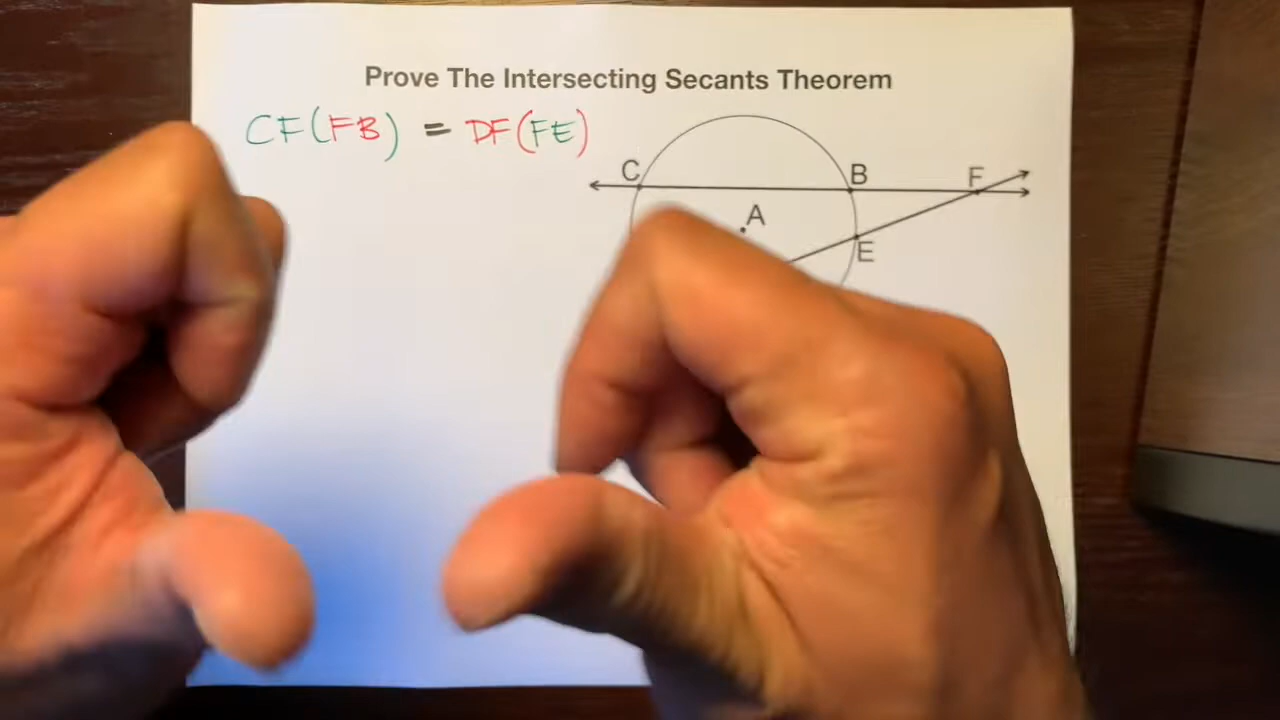 Prove The Intersecting Secants Theorem
CF(FB) = DF(FE)
C
B
F
A
E